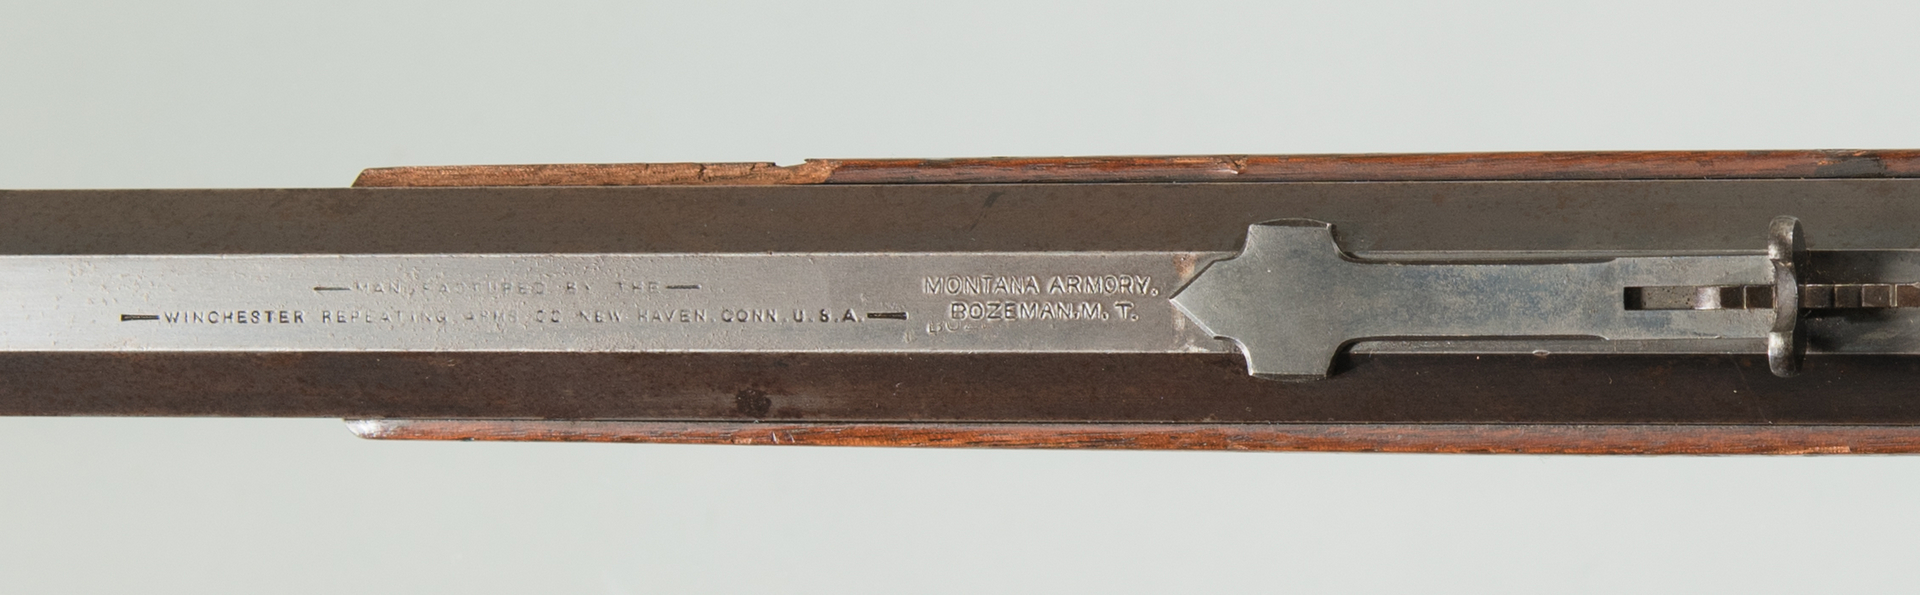 MANUFACTURED BY THE
WINCHESTER REPEATING ARMS CO NEW HAVEN. CONN. U.S.A.
MONTANA ARMORY.
BOZEMAN.M.T.